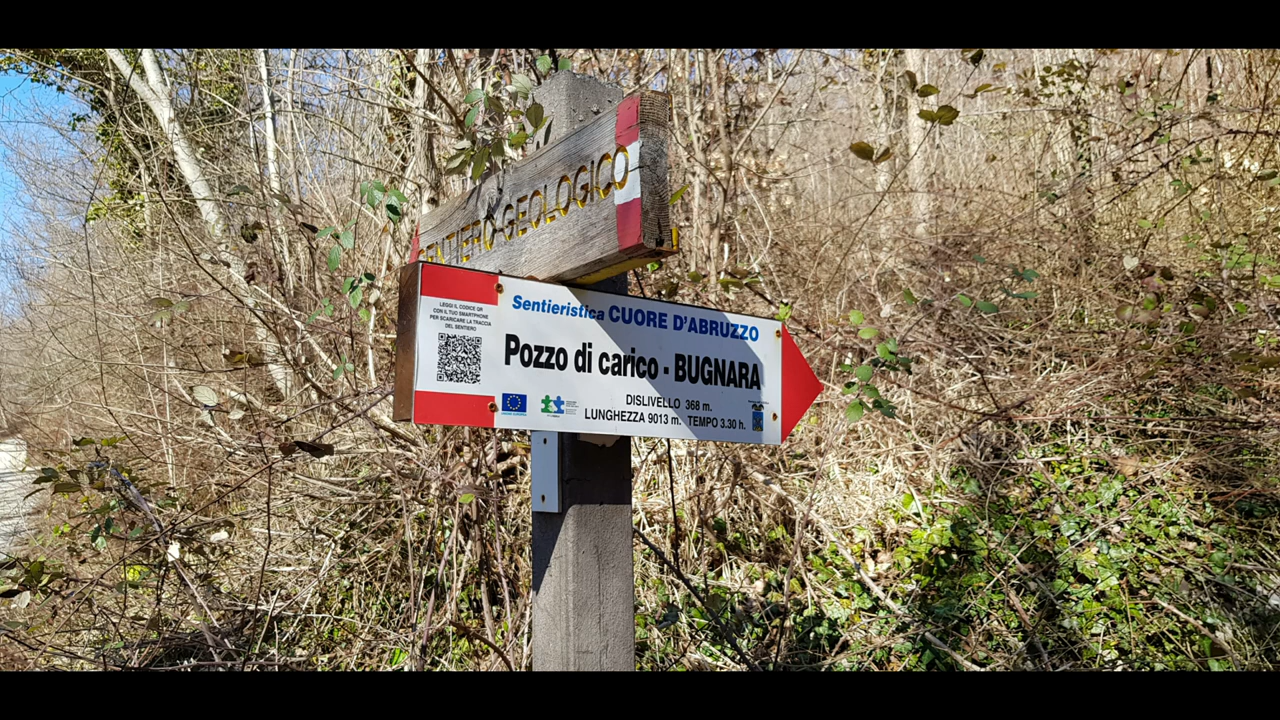 SENTIERO GEOLOGICO
LEGGI IL CODICE QR
CON IL TUO SMARTPHONE
PER SCARICARE LA TRACCIA
DEL SENTIERO
Sentieristica CUORE D'ABRUZZO
Pozzo di carico - BUGNARA
DISLIVELLO 368 m.
LUNGHEZZA 9013 m. TEMPO 3.30 h.